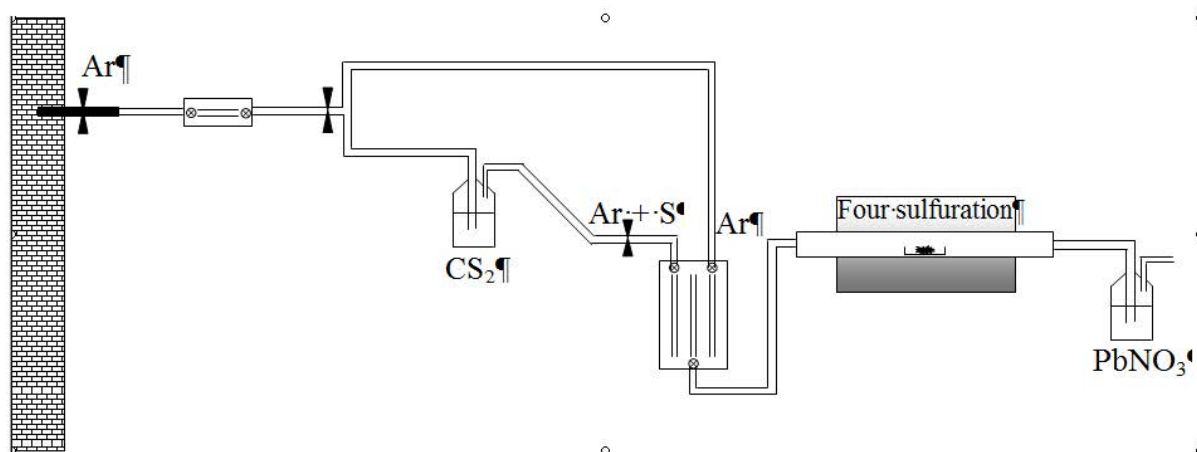 Ar¶
Ar·+·S¶
Ar¶
Four·sulfuration¶
CS₂¶
PbNO₃¶